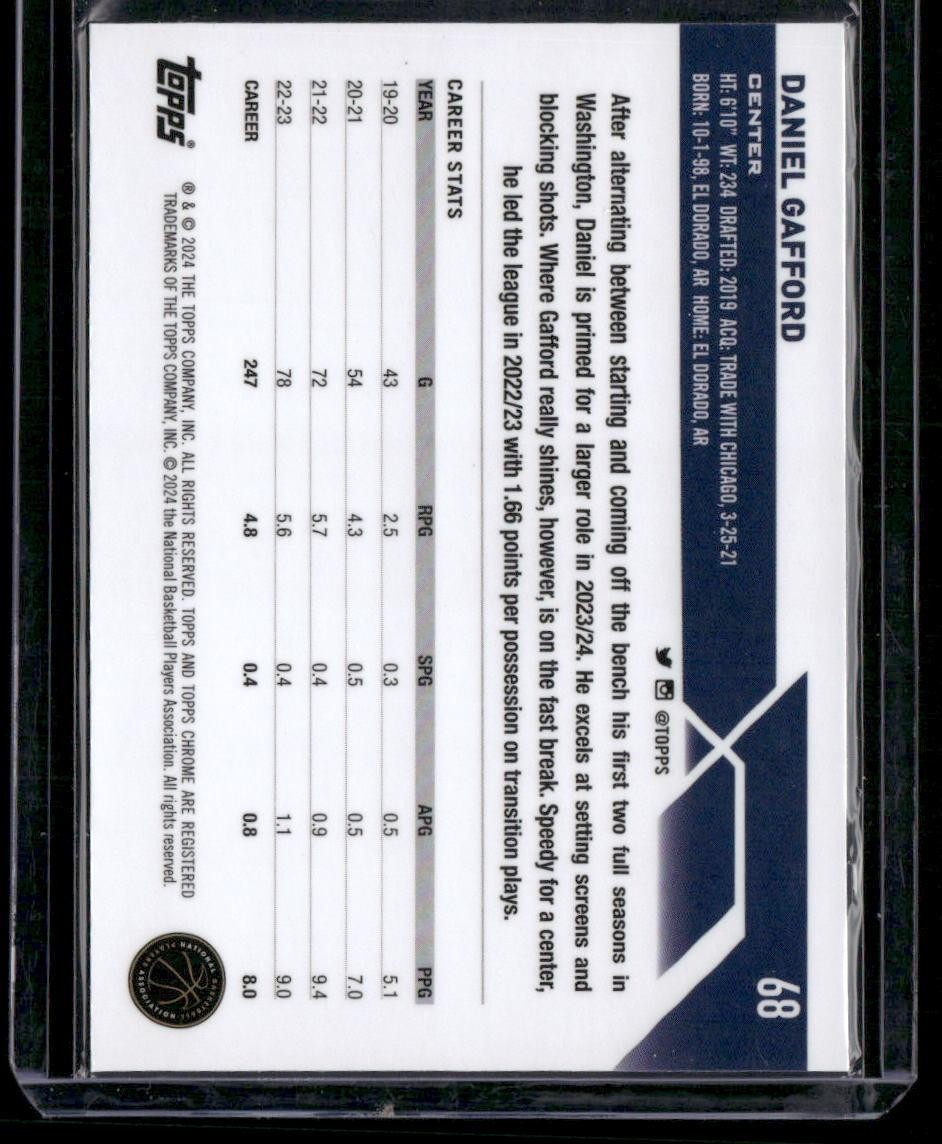 DANIEL GAFFORD
68
CENTER
HT: 6'10" WT: 234 DRAFTED: 2019 ACQ: TRADE WITH CHICAGO, 3-25-21
BORN: 10-1-98, EL DORADO, AR HOME: EL DORADO, AR
@TOPPS
After alternating between starting and coming off the bench his first two full seasons in
Washington, Daniel is primed for a larger role in 2023/24. He excels at setting screens and
blocking shots. Where Gafford really shines, however, is on the fast break. Speedy for a center,
he led the league in 2022/23 with 1.66 points per possession on transition plays.
CAREER STATS
YEAR G RPG SPG APG PPG
19-20 43 2.5 0.3 0.5 5.1
20-21 54 4.3 0.5 0.5 7.0
21-22 72 5.7 0.4 0.9 9.4
22-23 78 5.6 0.4 1.1 9.0
CAREER 247 4.8 0.4 0.8 8.0
topps®
® & © 2024 THE TOPPS COMPANY, INC. ALL RIGHTS RESERVED. TOPPS AND TOPPS CHROME ARE REGISTERED
TRADEMARKS OF THE TOPPS COMPANY, INC. © 2024 the National Basketball Players Association. All rights reserved.
NATIONAL BASKETBALL PLAYERS ASSOCIATION